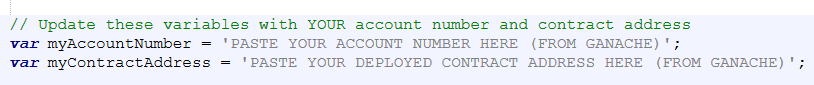 // Update these variables with YOUR account number and contract address
var myAccountNumber = 'PASTE YOUR ACCOUNT NUMBER HERE (FROM GANACHE)';
var myContractAddress = 'PASTE YOUR DEPLOYED CONTRACT ADDRESS HERE (FROM GANACHE)';